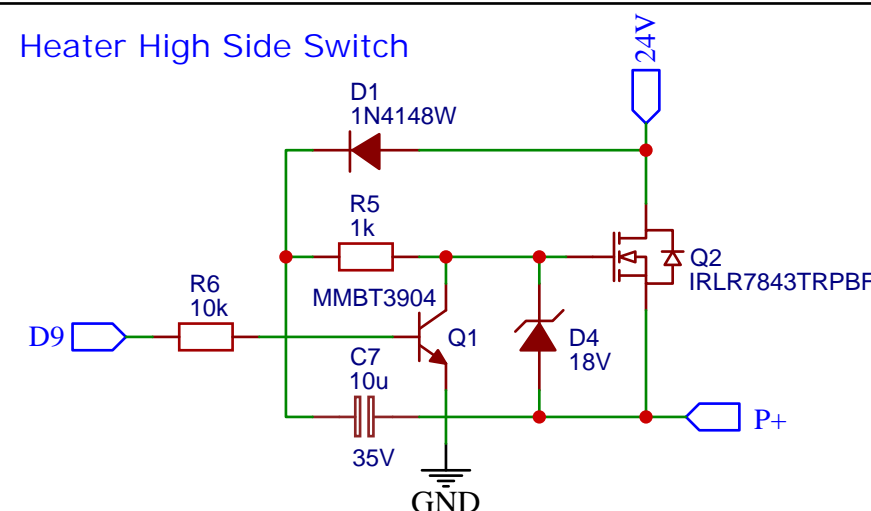 Heater High Side Switch
24V
D1
1N4148W
R5
1k
Q2
IRLR7843TRPBF
R6
10k
MMBT3904
D9
Q1
D4
18V
C7
10u
P+
35V
GND